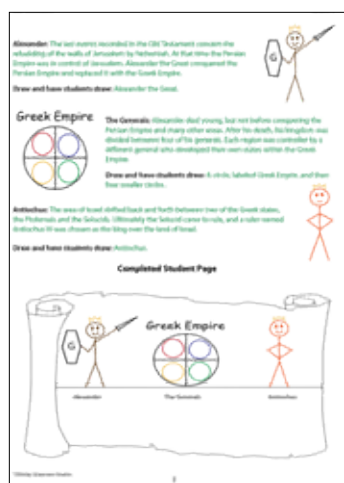 Alexander: The last events recorded in the Old Testament concern the
rebuilding of the walls of Jerusalem by Nehemiah. At that time the Persian
Empire was in control of Jerusalem. Alexander the Great conquered the
Persian Empire and replaced it with the Greek Empire.
Draw and have students draw: Alexander the Great.
G
Greek Empire
The Generals: Alexander died young, but not before conquering the
Persian Empire and many other areas. After his death, his kingdom was
divided between four of his generals. Each region was controlled by a
different general who developed their own states within the Greek
Empire.
Draw and have students draw: A circle, labeled Greek Empire, and then
four smaller circles.
Antiochus: The area of Israel shifted back and forth between two of the Greek states,
the Ptolemais and the Seleucids. Ultimately the Seleucid came to rule, and a ruler named
Antiochus was chosen as the king over the land of Israel.
Draw and have students draw: Antiochus.
Completed Student Page
G
Greek Empire
Alexander
The Generals
Antiochus